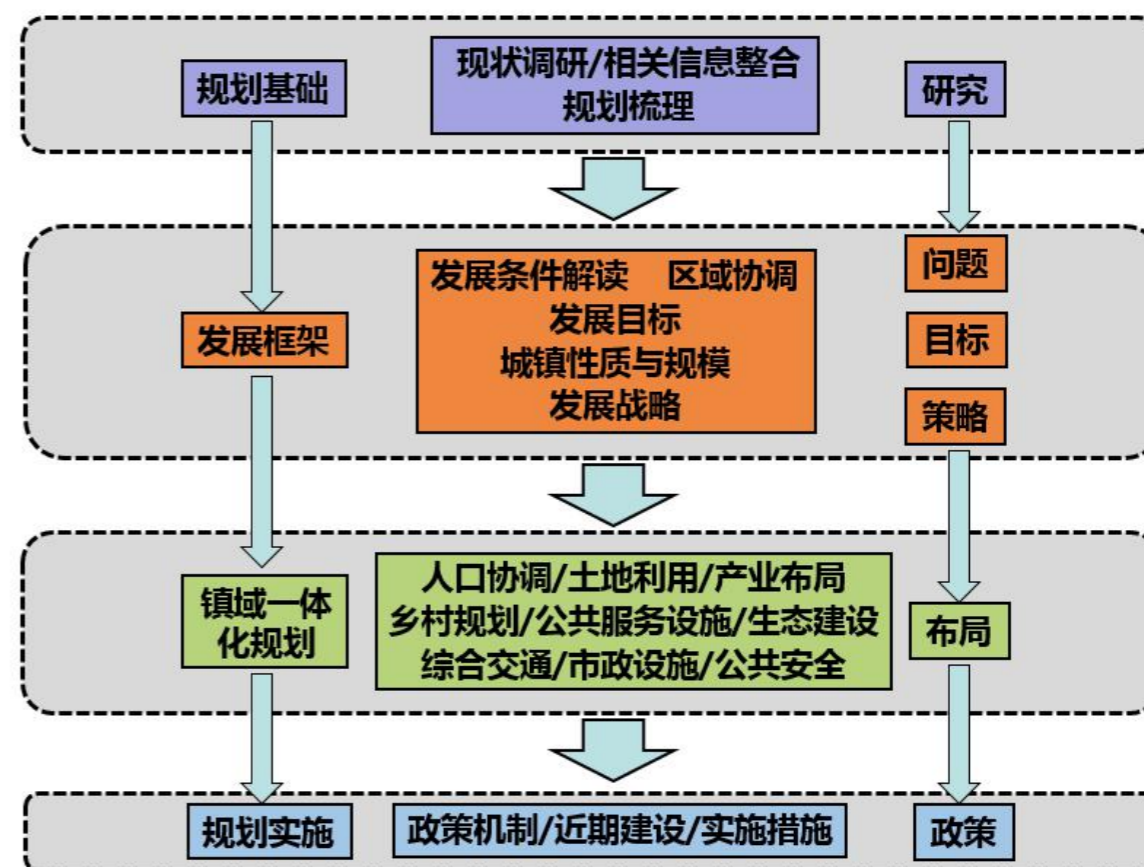 规划基础
现状调研/相关信息整合
规划梳理
研究
发展框架
发展条件解读 区域协调
发展目标
城镇性质与规模
发展战略
问题
目标
策略
镇域一体
化规划
人口协调/土地利用/产业布局
乡村规划/公共服务设施/生态建设
综合交通/市政设施/公共安全
布局
规划实施
政策机制/近期建设/实施措施
政策